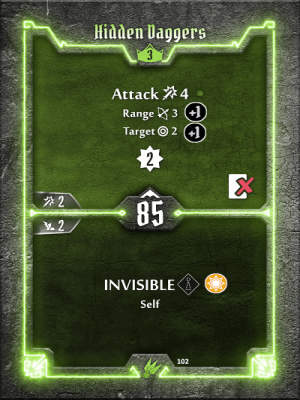 Hidden Daggers
3
Attack 4
Range 3 +1
Target 2 +1
2
2
85
2
INVISIBLE
Self
102